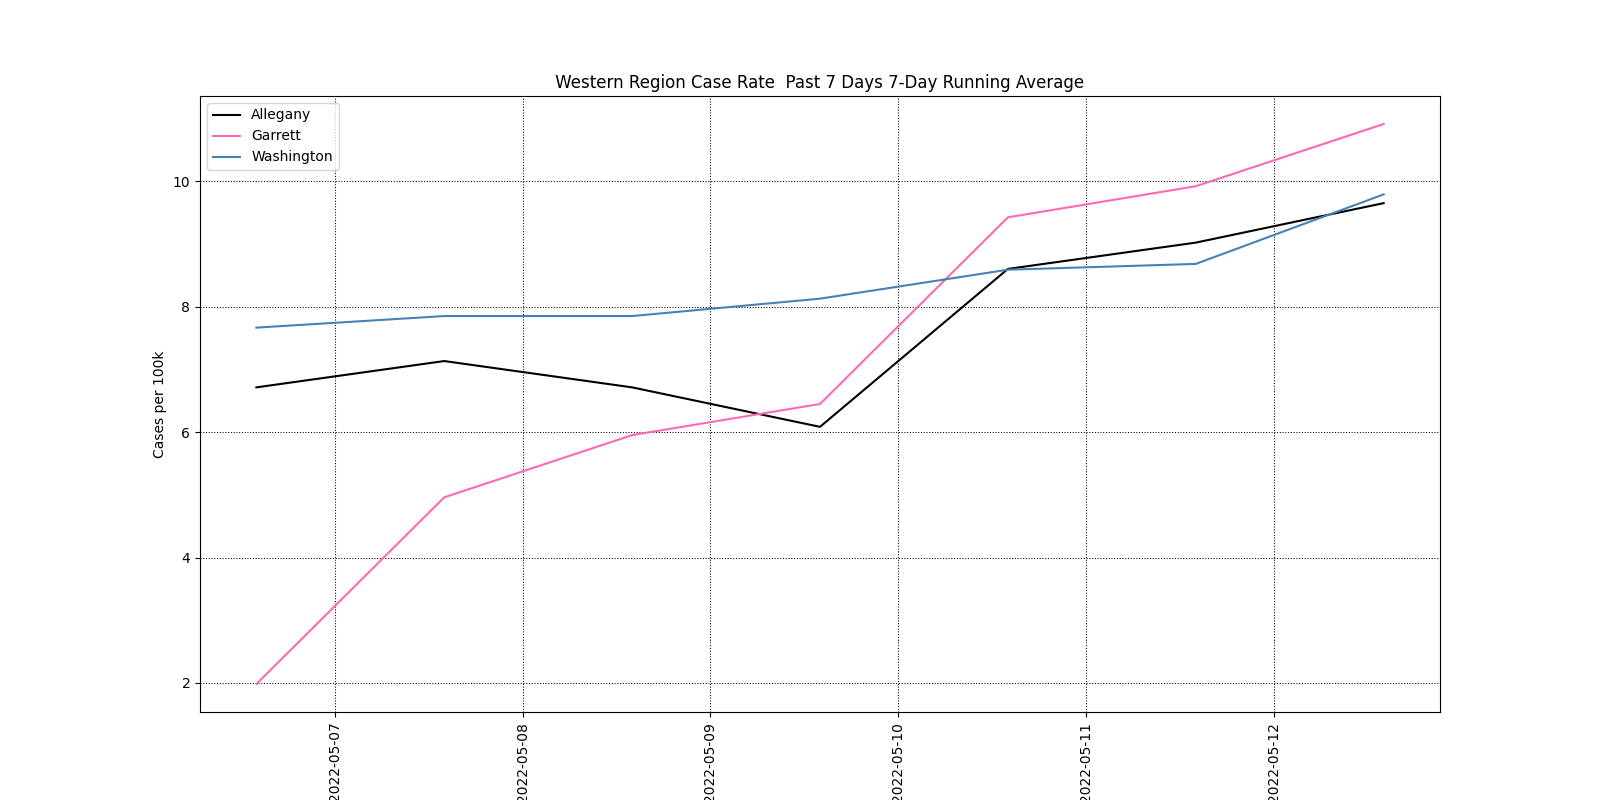 Western Region Case Rate  Past 7 Days 7-Day Running Average
Allegany
Garrett
Washington
10
8
6
4
2
Cases per 100k
2022-05-07
2022-05-08
2022-05-09
2022-05-10
2022-05-11
2022-05-12